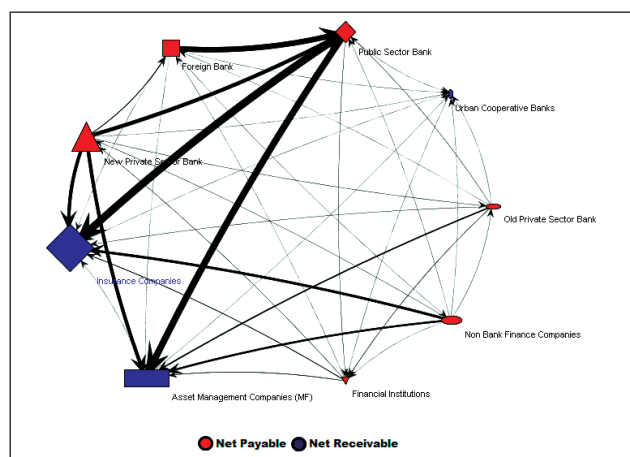 Public Sector Bank
Foreign Bank
Urban Cooperative Banks
New Private Sector Bank
Old Private Sector Bank
Insurance Companies
Non Bank Finance Companies
Asset Management Companies (MF)
Financial Institutions
Net Payable
Net Receivable